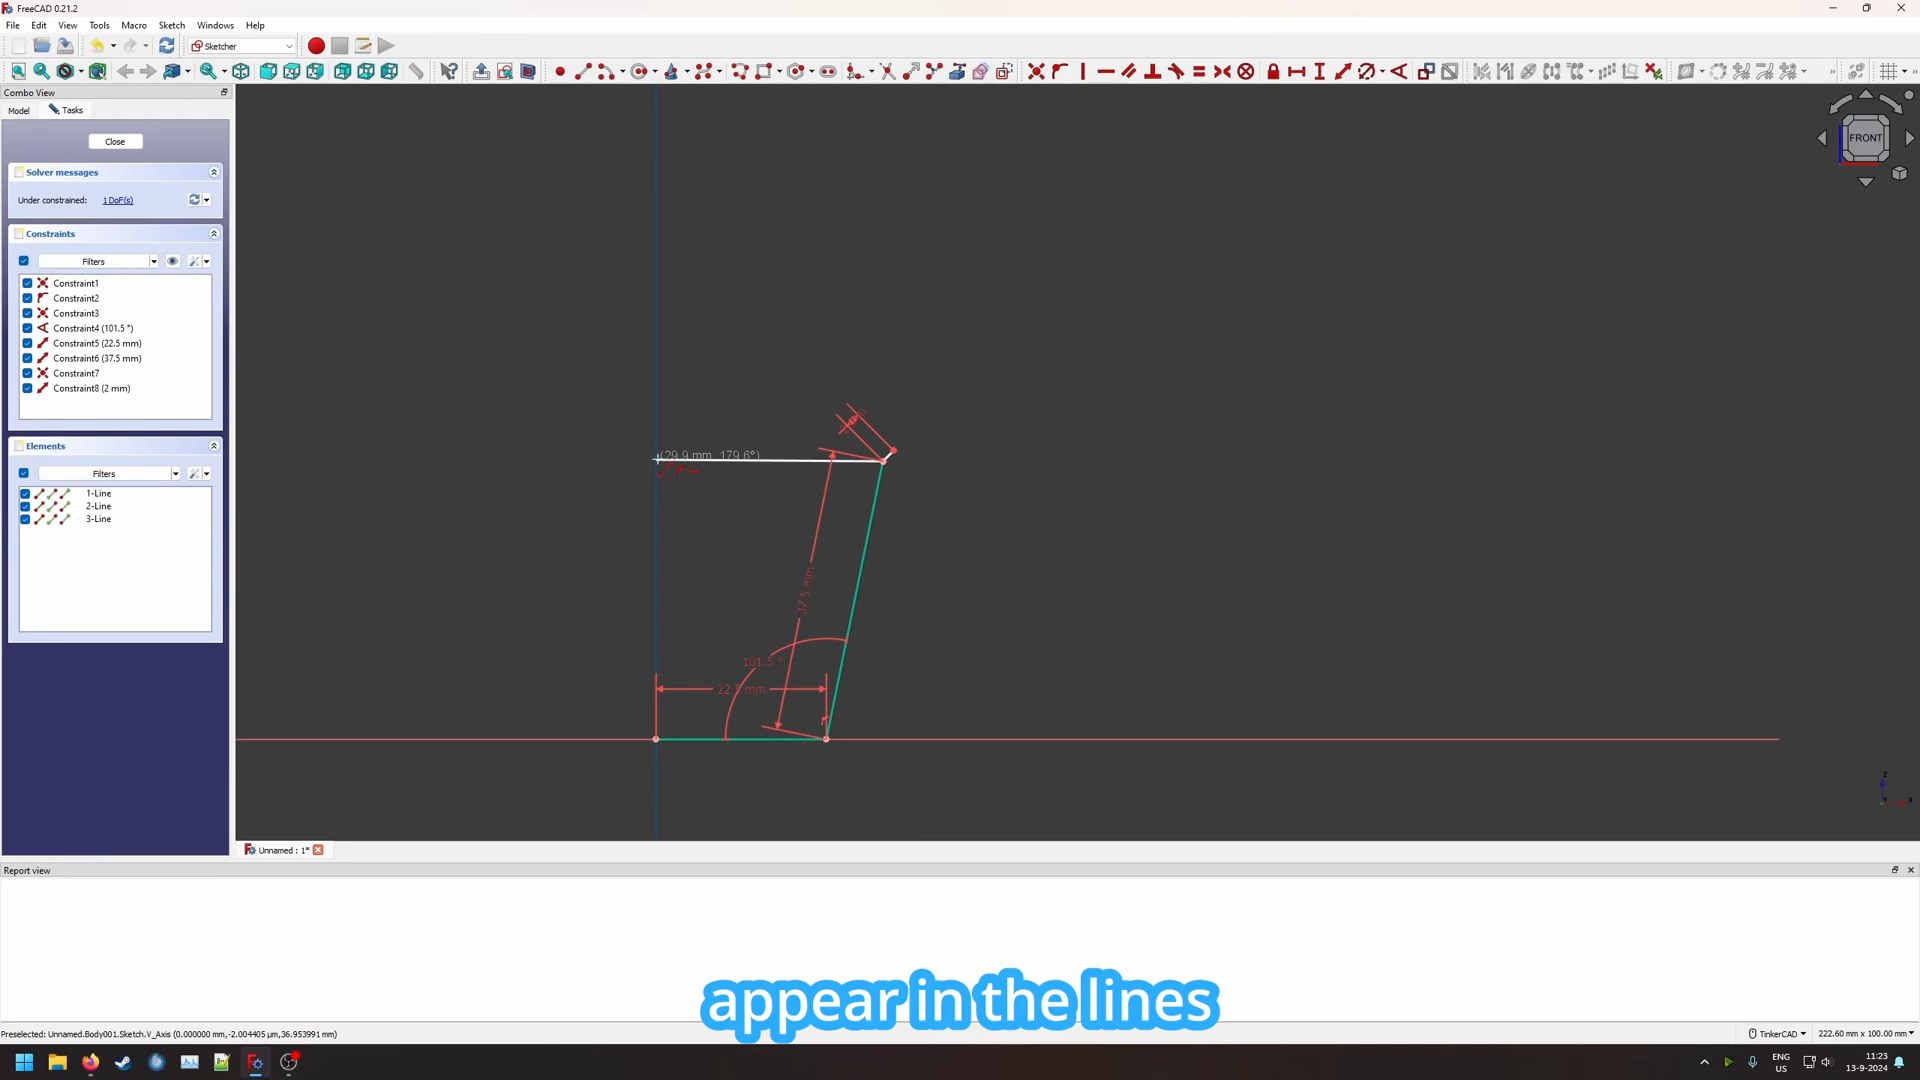 FreeCAD 0.21.2
File Edit View Tools Macro Sketch Windows Help
Sketcher
Combo View
Model Tasks
Close
Solver messages
Under constrained: 1 DoF(s)
Constraints
Filters
Constraint1
Constraint2
Constraint3
Constraint4 (101.5 °)
Constraint5 (22.5 mm)
Constraint6 (37.5 mm)
Constraint7
Constraint8 (2 mm)
Elements
Filters
1-Line
2-Line
3-Line
FRONT
(29.9 mm, 179.6°)
37.5 mm
101.5 °
22.5 mm
Z
X
Unnamed : 1*
Report view
appear in the lines
Preselected: Unnamed.Body001.Sketch.V_Axis (0.000000 mm, -2.004405 µm, 36.953991 mm)
TinkerCAD 222.60 mm x 100.00 mm
ENG
US
11:23
13-9-2024